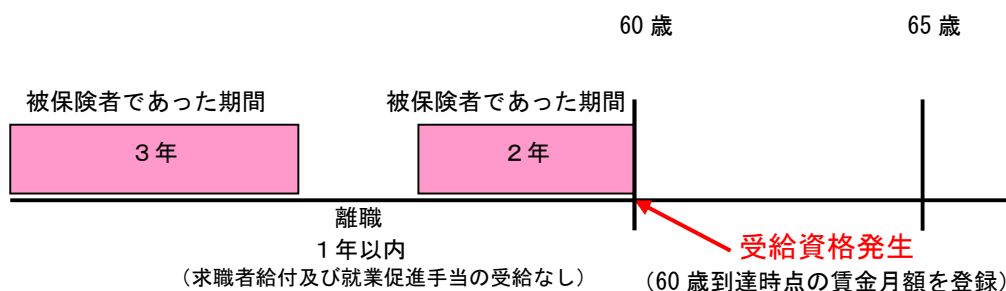 60 歳
65 歳
被保険者であった期間
被保険者であった期間
３年
２年
離職
１年以内
（求職者給付及び就業促進手当の受給なし）
受給資格発生
（60 歳到達時点の賃金月額を登録）